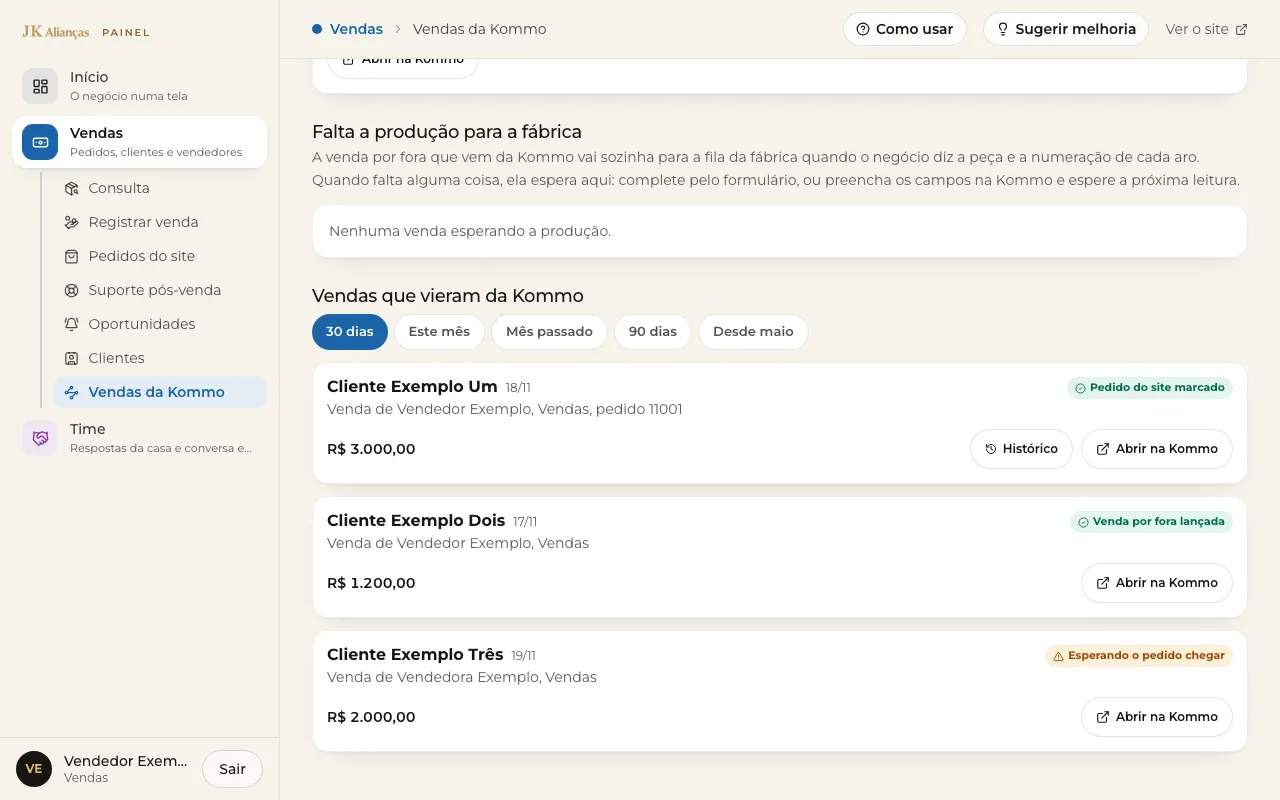 JK Alianças PAINEL
Início
O negócio numa tela
Vendas
Pedidos, clientes e vendedores
Consulta
Registrar venda
Pedidos do site
Suporte pós-venda
Oportunidades
Clientes
Vendas da Kommo
Time
Respostas da casa e conversa e...
VE
Vendedor Exem...
Vendas
Sair
Vendas
Vendas da Kommo
Como usar
Sugerir melhoria
Ver o site
Abrir na Kommo
Falta a produção para a fábrica
A venda por fora que vem da Kommo vai sozinha para a fila da fábrica quando o negócio diz a peça e a numeração de cada aro.
Quando falta alguma coisa, ela espera aqui: complete pelo formulário, ou preencha os campos na Kommo e espere a próxima leitura.
Nenhuma venda esperando a produção.
Vendas que vieram da Kommo
30 dias
Este mês
Mês passado
90 dias
Desde maio
Cliente Exemplo Um 18/11
Pedido do site marcado
Venda de Vendedor Exemplo, Vendas, pedido 11001
R$ 3.000,00
Histórico
Abrir na Kommo
Cliente Exemplo Dois 17/11
Venda por fora lançada
Venda de Vendedor Exemplo, Vendas
R$ 1.200,00
Abrir na Kommo
Cliente Exemplo Três 19/11
Esperando o pedido chegar
Venda de Vendedora Exemplo, Vendas
R$ 2.000,00
Abrir na Kommo